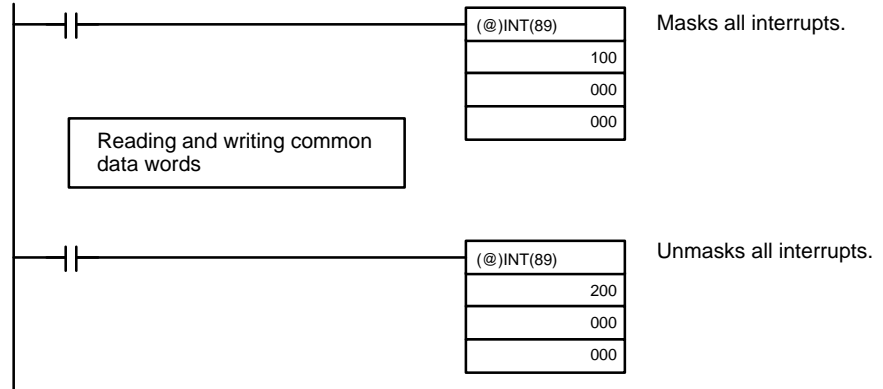 (@)INT(89)
Masks all interrupts.
100
000
000
Reading and writing common
data words
(@)INT(89)
Unmasks all interrupts.
200
000
000